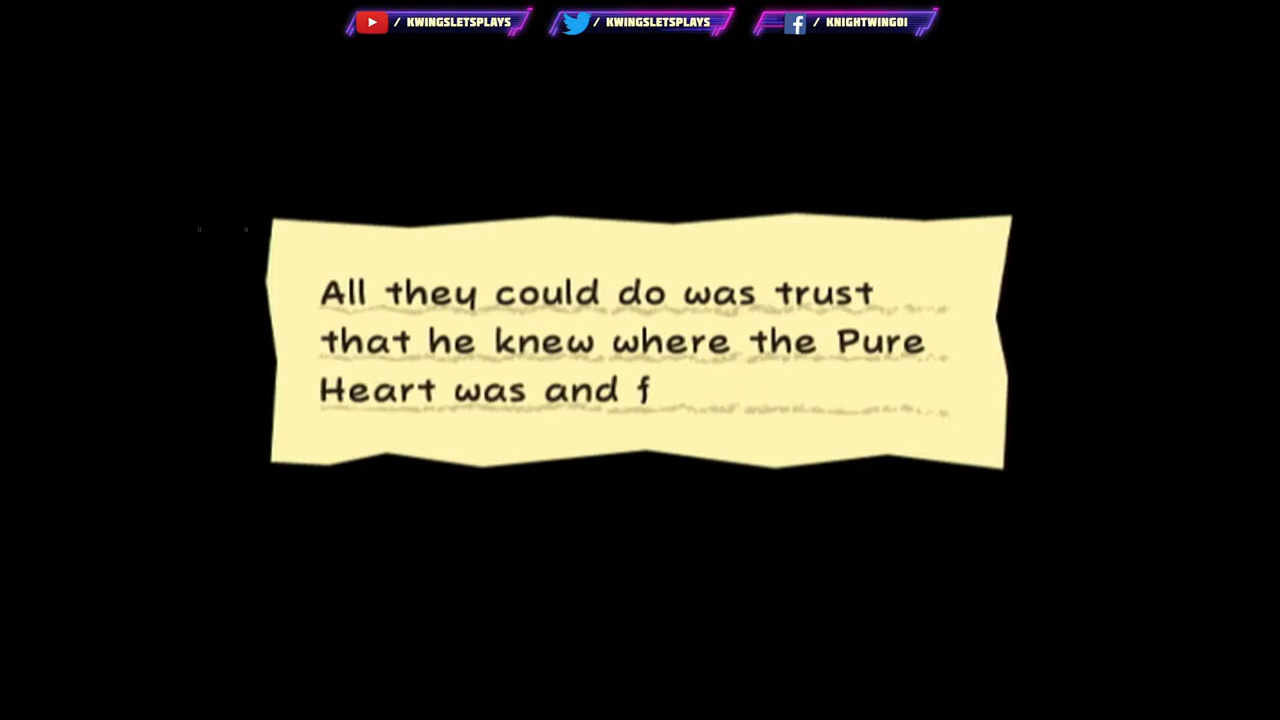 / KWINGSLETSPLAYS / KWINGSLETSPLAYS / KNIGHTWING01
All they could do was trust
that he knew where the Pure
Heart was and f